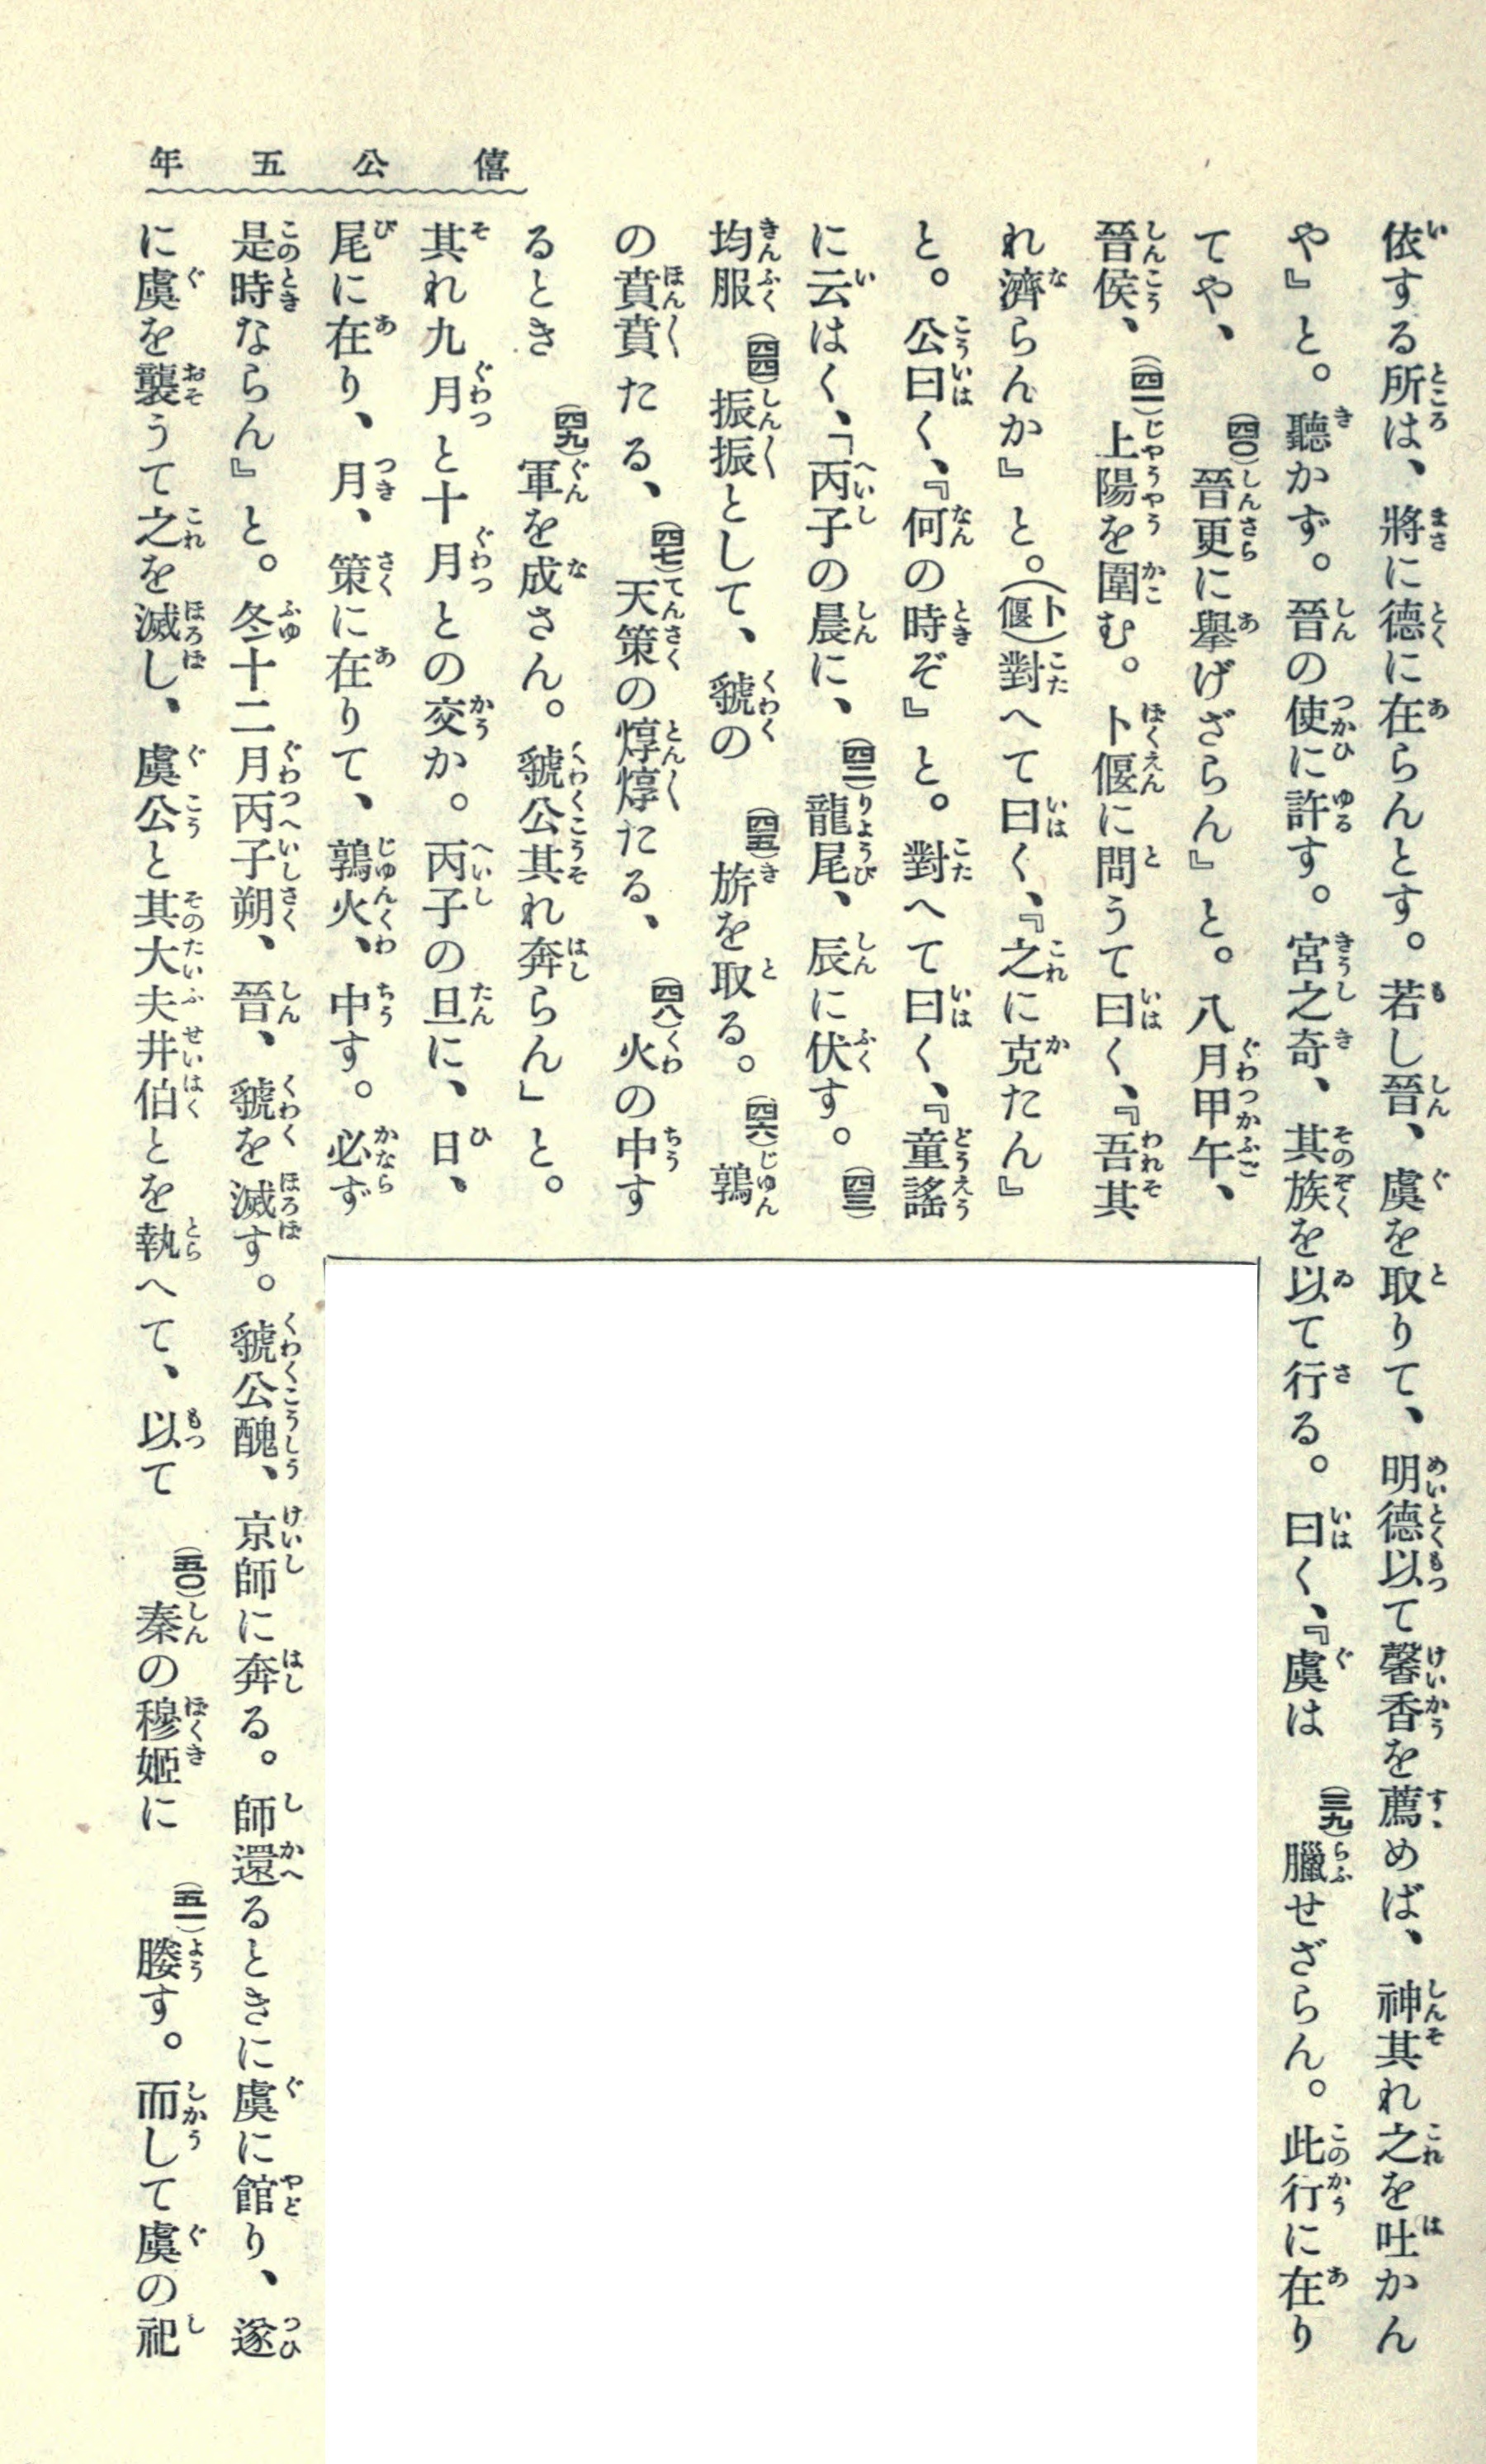 僖公五年
依する所は、將に德に在らんとす。若し晉、虞を取りて、明德以て馨香を薦めば、神其れ之を吐かん
や』と。聽かず。晉の使に許す。宮之奇、其族を以て行る。曰く、『虞は(三九)臘せざらん。此行に在り
てや、(四〇)晉更に擧げざらん』と。八月甲午、
晉侯、(四一)上陽を圍む。卜偃に問うて曰く、『吾其
れ濟らんか』と。(卜偃)對へて曰く、『之に克たん』
と。公曰く、『何の時ぞ』と。對へて曰く、『童謠
に云はく、「丙子の晨に、(四二)龍尾、辰に伏す。(四三)
均服(四四)振振として、虢の(四五)旂を取る。(四六)鶉
の賁賁たる、(四七)天策の焞焞たる、(四八)火の中す
るとき(四九)軍を成さん。虢公其れ奔らん」と。
其れ九月と十月との交か。丙子の旦に、日、
尾に在り、月、策に在りて、鶉火、中す。必ず
是時ならん』と。冬十二月丙子朔、晉、虢を滅す。虢公醜、京師に奔る。師還るときに虞に館り、遂
に虞を襲うて之を滅し、虞公と其大夫井伯とを執へて、以て(五〇)秦の穆姬に(五一)媵す。而して虞の祀